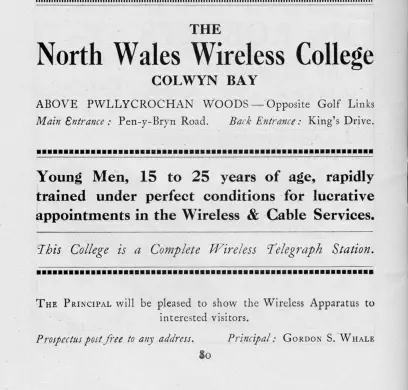 THE
North Wales Wireless College
COLWYN BAY
ABOVE PWLLYCROCHAN WOODS — Opposite Golf Links
Main Entrance : Pen-y-Bryn Road. Back Entrance : King's Drive.
Young Men, 15 to 25 years of age, rapidly
trained under perfect conditions for lucrative
appointments in the Wireless & Cable Services.
This College is a Complete Wireless Telegraph Station.
THE PRINCIPAL will be pleased to show the Wireless Apparatus to
interested visitors.
Prospectus post free to any address. Principal : GORDON S. WHALE
80